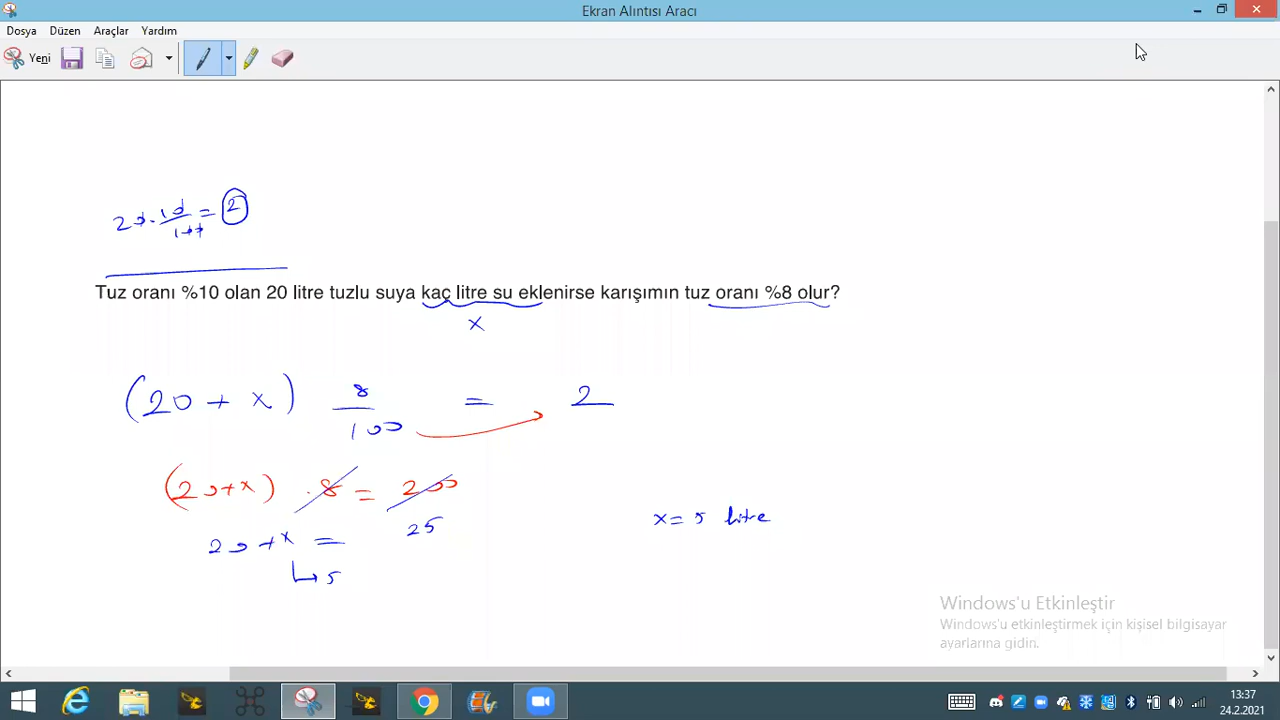 Ekran Alıntısı Aracı
Dosya Düzen Araçlar Yardım
Yeni
20 · 10/100 = 2
Tuz oranı %10 olan 20 litre tuzlu suya kaç litre su eklenirse karışımın tuz oranı %8 olur?
x
(20 + x) 8/100 = 2
(20+x) .8 = 200
20 + x = 25
5
x = 5 litre
Windows'u Etkinleştir
Windows'u etkinleştirmek için kişisel bilgisayar
ayarlarına gidin.
13:37
24.2.2021